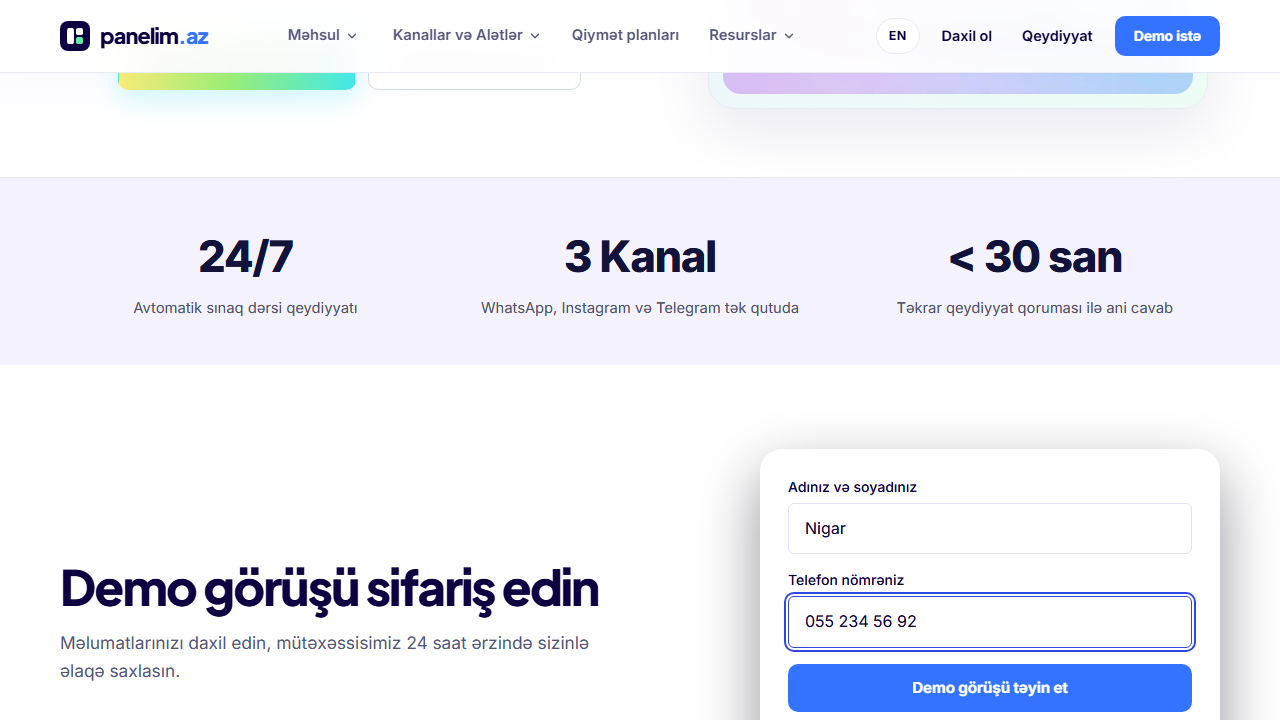 panelim.az
Məhsul
Kanallar və Alətlər
Qiymət planları
Resurslar
EN
Daxil ol
Qeydiyyat
Demo istə
24/7
Avtomatik sınaq dərsi qeydiyyatı
3 Kanal
WhatsApp, Instagram və Telegram tək qutuda
< 30 san
Təkrar qeydiyyat qoruması ilə ani cavab
Demo görüşü sifariş edin
Məlumatlarınızı daxil edin, mütəxəssisimiz 24 saat ərzində sizinlə
əlaqə saxlasın.
Adınız və soyadınız
Nigar
Telefon nömrəniz
055 234 56 92
Demo görüşü təyin et